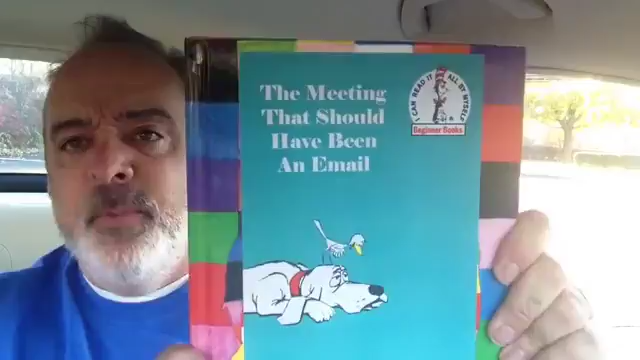 The Meeting
That Should
Have Been
An Email
I CAN READ IT ALL BY MYSELF
Beginner Books